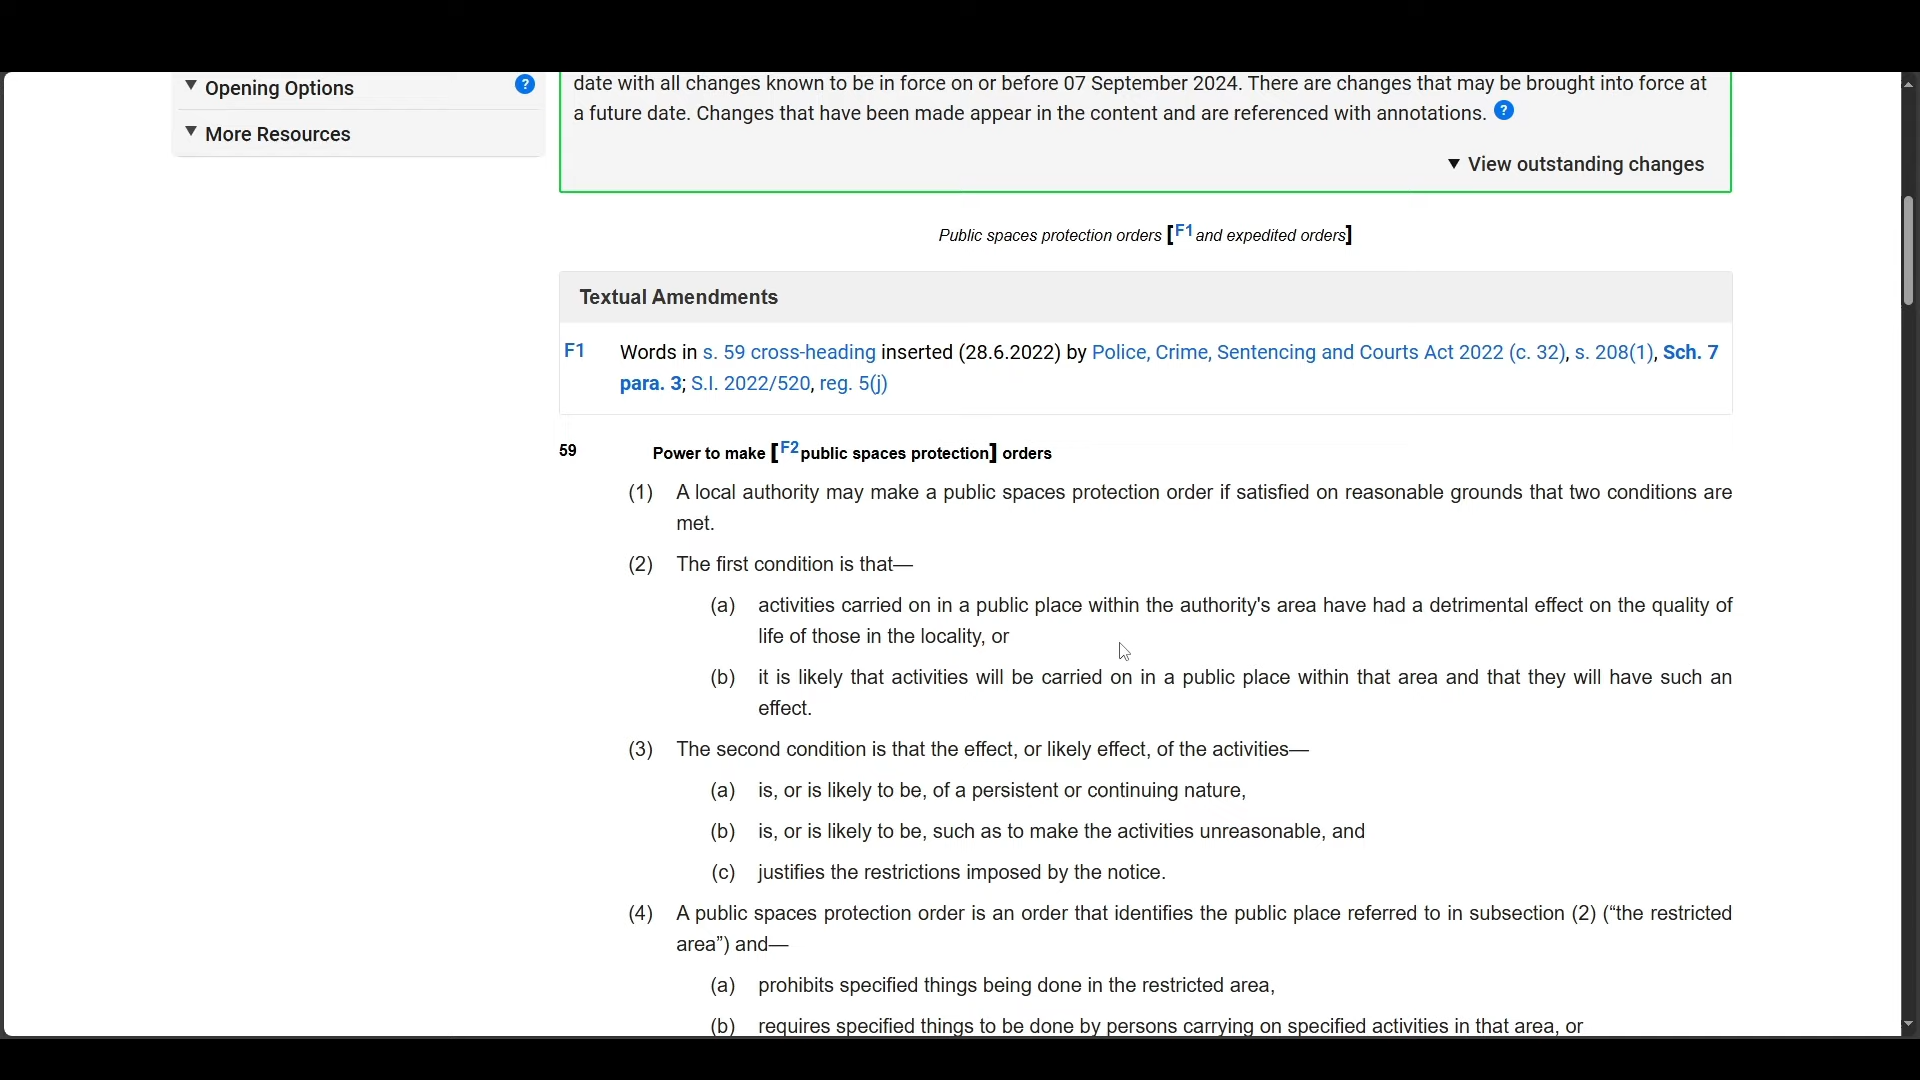 Opening Options
?
More Resources
date with all changes known to be in force on or before 07 September 2024. There are changes that may be brought into force at
a future date. Changes that have been made appear in the content and are referenced with annotations. ?
View outstanding changes
Public spaces protection orders [F1 and expedited orders]
Textual Amendments
F1 Words in s. 59 cross-heading inserted (28.6.2022) by Police, Crime, Sentencing and Courts Act 2022 (c. 32), s. 208(1), Sch. 7
para. 3; S.I. 2022/520, reg. 5(j)
59 Power to make [F2 public spaces protection] orders
(1) A local authority may make a public spaces protection order if satisfied on reasonable grounds that two conditions are
met.
(2) The first condition is that—
(a) activities carried on in a public place within the authority's area have had a detrimental effect on the quality of
life of those in the locality, or
(b) it is likely that activities will be carried on in a public place within that area and that they will have such an
effect.
(3) The second condition is that the effect, or likely effect, of the activities—
(a) is, or is likely to be, of a persistent or continuing nature,
(b) is, or is likely to be, such as to make the activities unreasonable, and
(c) justifies the restrictions imposed by the notice.
(4) A public spaces protection order is an order that identifies the public place referred to in subsection (2) (“the restricted
area”) and—
(a) prohibits specified things being done in the restricted area,
(b) requires specified things to be done by persons carrying on specified activities in that area, or